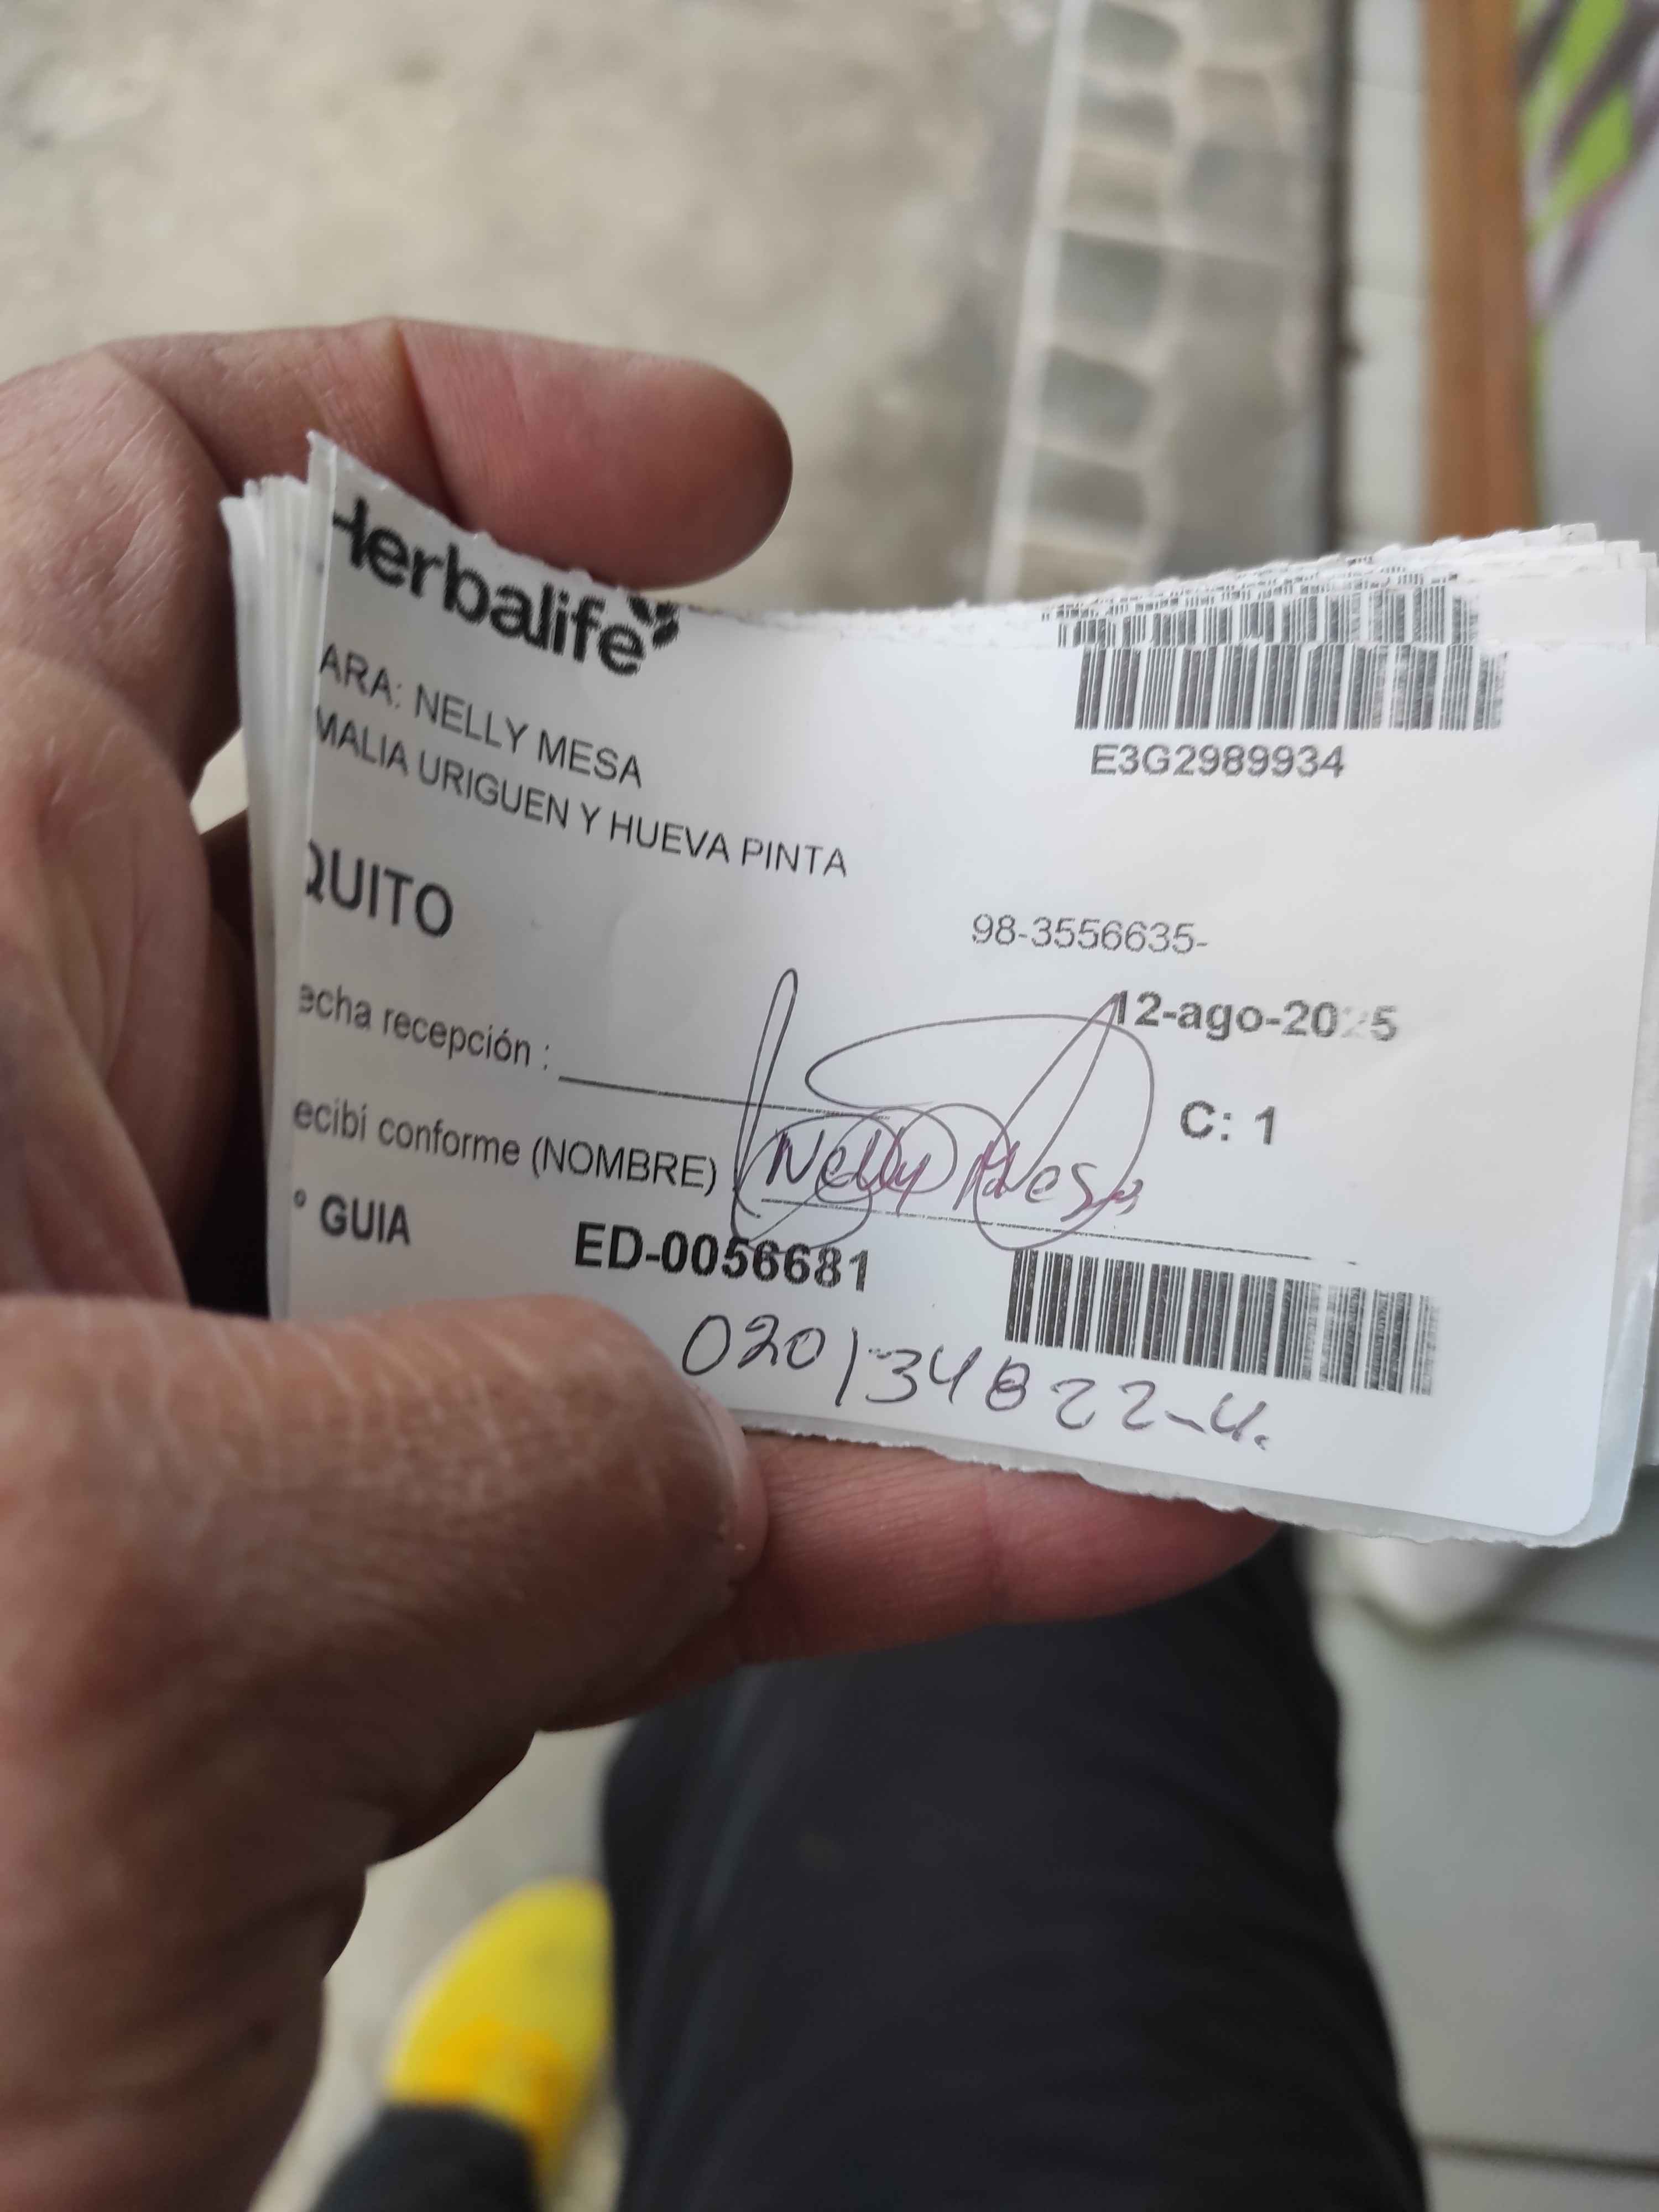 Herbalife
ARA: NELLY MESA
MALIA URIGUEN Y HUEVA PINTA
QUITO
E3G2989934
98-3556635-
12-ago-2025
echa recepción :
C: 1
ecibí conforme (NOMBRE) Nelly Mesa
° GUIA ED-0056681
020134822-4.